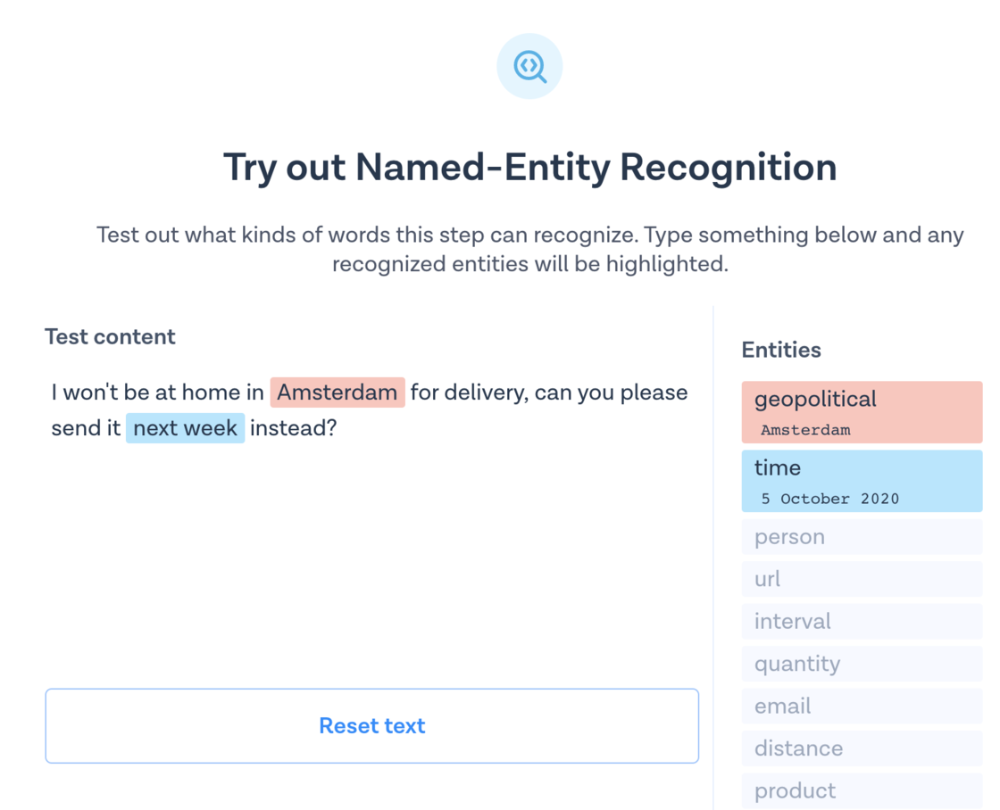 Try out Named-Entity Recognition
Test out what kinds of words this step can recognize. Type something below and any
recognized entities will be highlighted.
Test content
I won't be at home in Amsterdam for delivery, can you please
send it next week instead?
Reset text
Entities
geopolitical
Amsterdam
time
5 October 2020
person
url
interval
quantity
email
distance
product